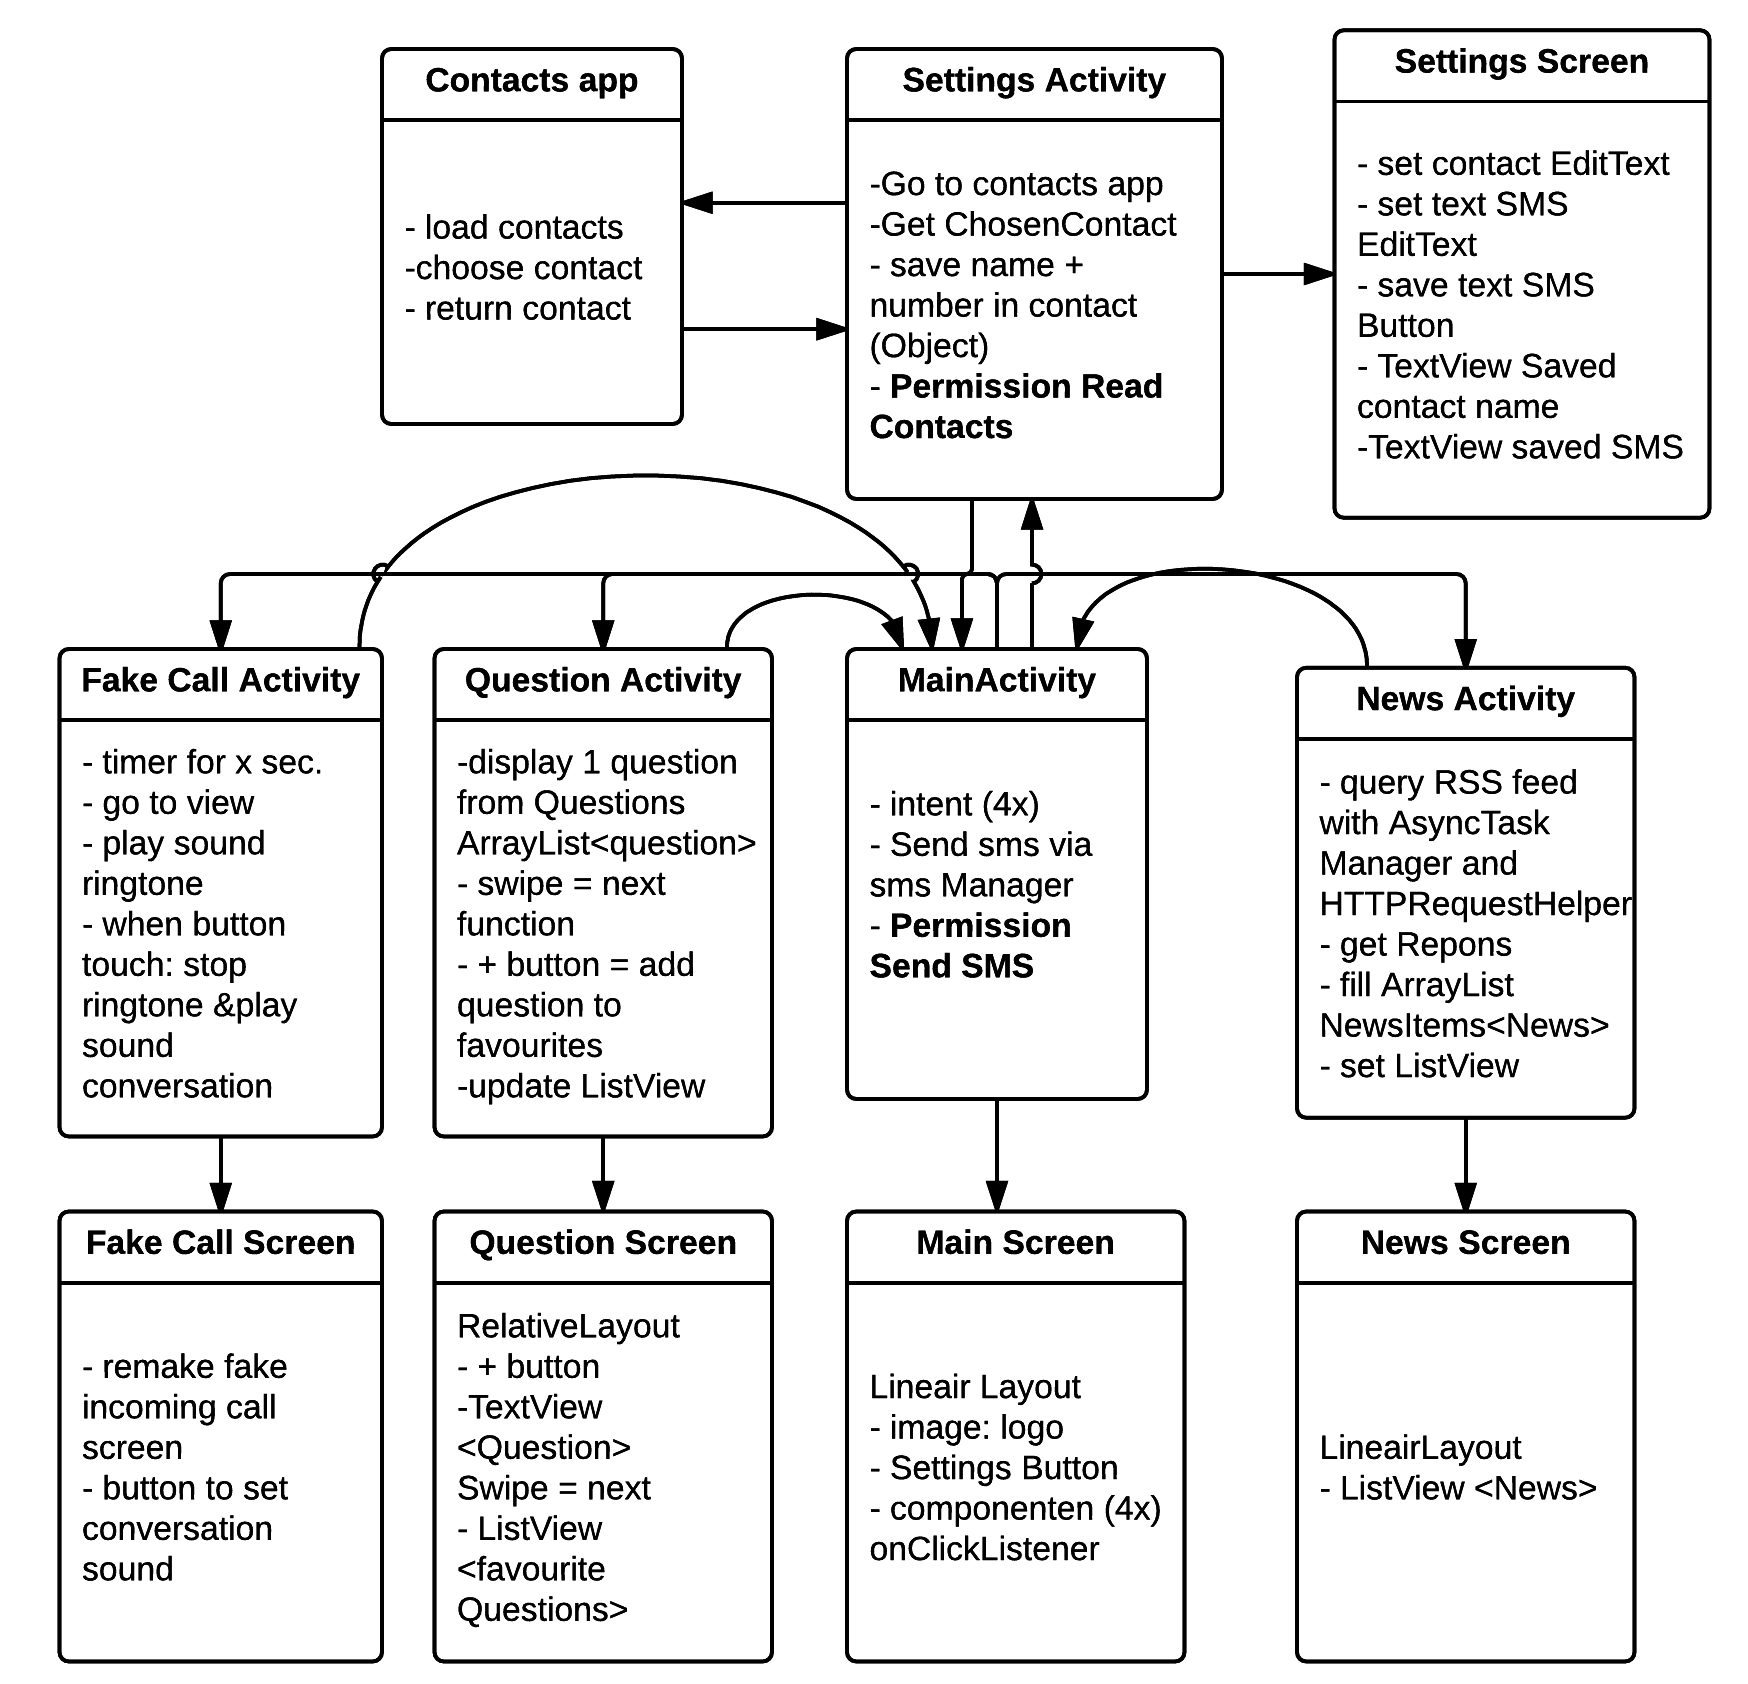 Contacts app
- load contacts
-choose contact
- return contact
Settings Activity
-Go to contacts app
-Get ChosenContact
- save name +
number in contact
(Object)
- Permission Read
Contacts
Settings Screen
- set contact EditText
- set text SMS
EditText
- save text SMS
Button
- TextView Saved
contact name
-TextView saved SMS
Fake Call Activity
- timer for x sec.
- go to view
- play sound
ringtone
- when button
touch: stop
ringtone &play
sound
conversation
Question Activity
-display 1 question
from Questions
ArrayList<question>
- swipe = next
function
- + button = add
question to
favourites
-update ListView
MainActivity
- intent (4x)
- Send sms via
sms Manager
- Permission
Send SMS
News Activity
- query RSS feed
with AsyncTask
Manager and
HTTPRequestHelper
- get Repons
- fill ArrayList
NewsItems<News>
- set ListView
Fake Call Screen
- remake fake
incoming call
screen
- button to set
conversation
sound
Question Screen
RelativeLayout
- + button
-TextView
<Question>
Swipe = next
- ListView
<favourite
Questions>
Main Screen
Lineair Layout
- image: logo
- Settings Button
- componenten (4x)
onClickListener
News Screen
LineairLayout
- ListView <News>